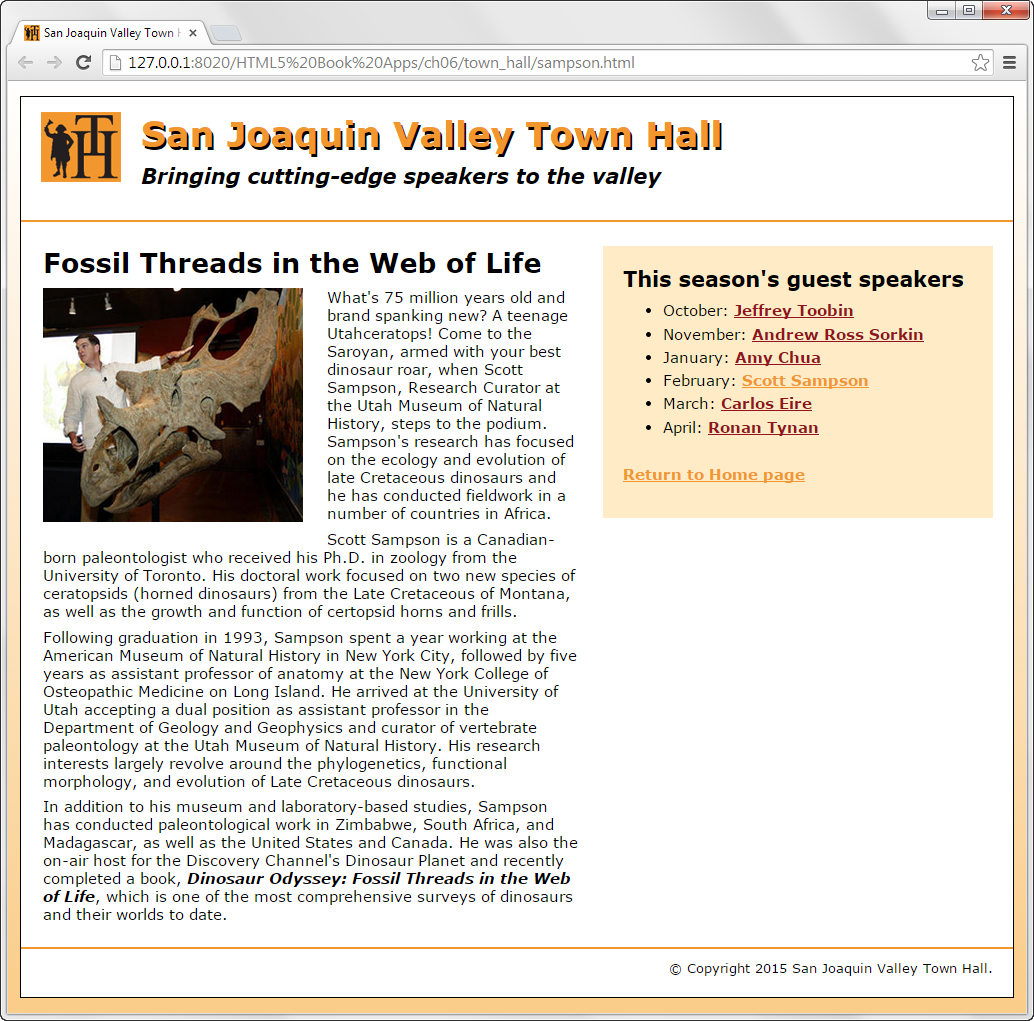 San Joaquin Valley Town H
127.0.0.1:8020/HTML5%20Book%20Apps/ch06/town_hall/sampson.html
TH
San Joaquin Valley Town Hall
Bringing cutting-edge speakers to the valley
Fossil Threads in the Web of Life
What's 75 million years old and
brand spanking new? A teenage
Utahceratops! Come to the
Saroyan, armed with your best
dinosaur roar, when Scott
Sampson, Research Curator at
the Utah Museum of Natural
History, steps to the podium.
Sampson's research has focused
on the ecology and evolution of
late Cretaceous dinosaurs and
he has conducted fieldwork in a
number of countries in Africa.
Scott Sampson is a Canadian-
born paleontologist who received his Ph.D. in zoology from the
University of Toronto. His doctoral work focused on two new species of
ceratopsids (horned dinosaurs) from the Late Cretaceous of Montana,
as well as the growth and function of certopsid horns and frills.
Following graduation in 1993, Sampson spent a year working at the
American Museum of Natural History in New York City, followed by five
years as assistant professor of anatomy at the New York College of
Osteopathic Medicine on Long Island. He arrived at the University of
Utah accepting a dual position as assistant professor in the
Department of Geology and Geophysics and curator of vertebrate
paleontology at the Utah Museum of Natural History. His research
interests largely revolve around the phylogenetics, functional
morphology, and evolution of Late Cretaceous dinosaurs.
In addition to his museum and laboratory-based studies, Sampson
has conducted paleontological work in Zimbabwe, South Africa, and
Madagascar, as well as the United States and Canada. He was also the
on-air host for the Discovery Channel's Dinosaur Planet and recently
completed a book, Dinosaur Odyssey: Fossil Threads in the Web
of Life, which is one of the most comprehensive surveys of dinosaurs
and their worlds to date.
This season's guest speakers
• October: Jeffrey Toobin
• November: Andrew Ross Sorkin
• January: Amy Chua
• February: Scott Sampson
• March: Carlos Eire
• April: Ronan Tynan
Return to Home page
© Copyright 2015 San Joaquin Valley Town Hall.